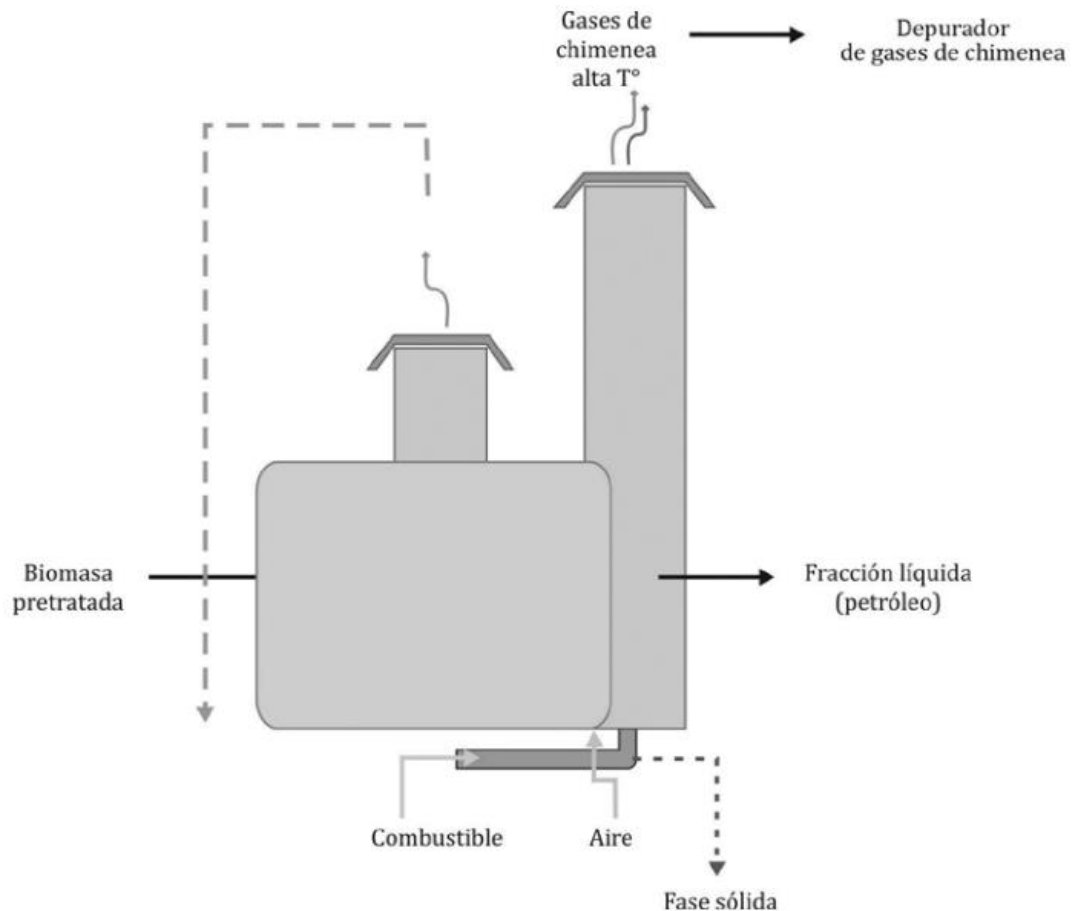 Gases de
chimenea
alta T°
Depurador
de gases de chimenea
Biomasa
pretratada
Fracción líquida
(petróleo)
Combustible
Aire
Fase sólida